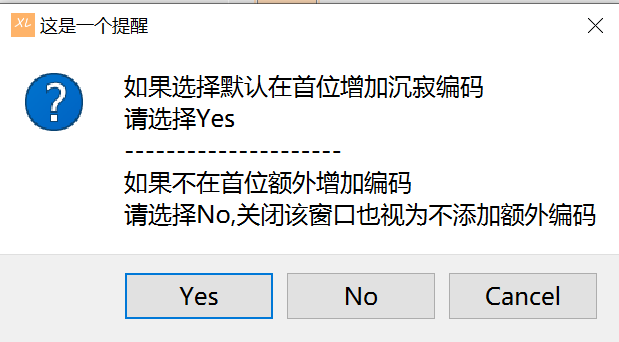 XL 这是一个提醒
如果选择默认在首位增加沉寂编码
请选择Yes
---------------------
如果不在首位额外增加编码
请选择No,关闭该窗口也视为不添加额外编码
Yes No Cancel